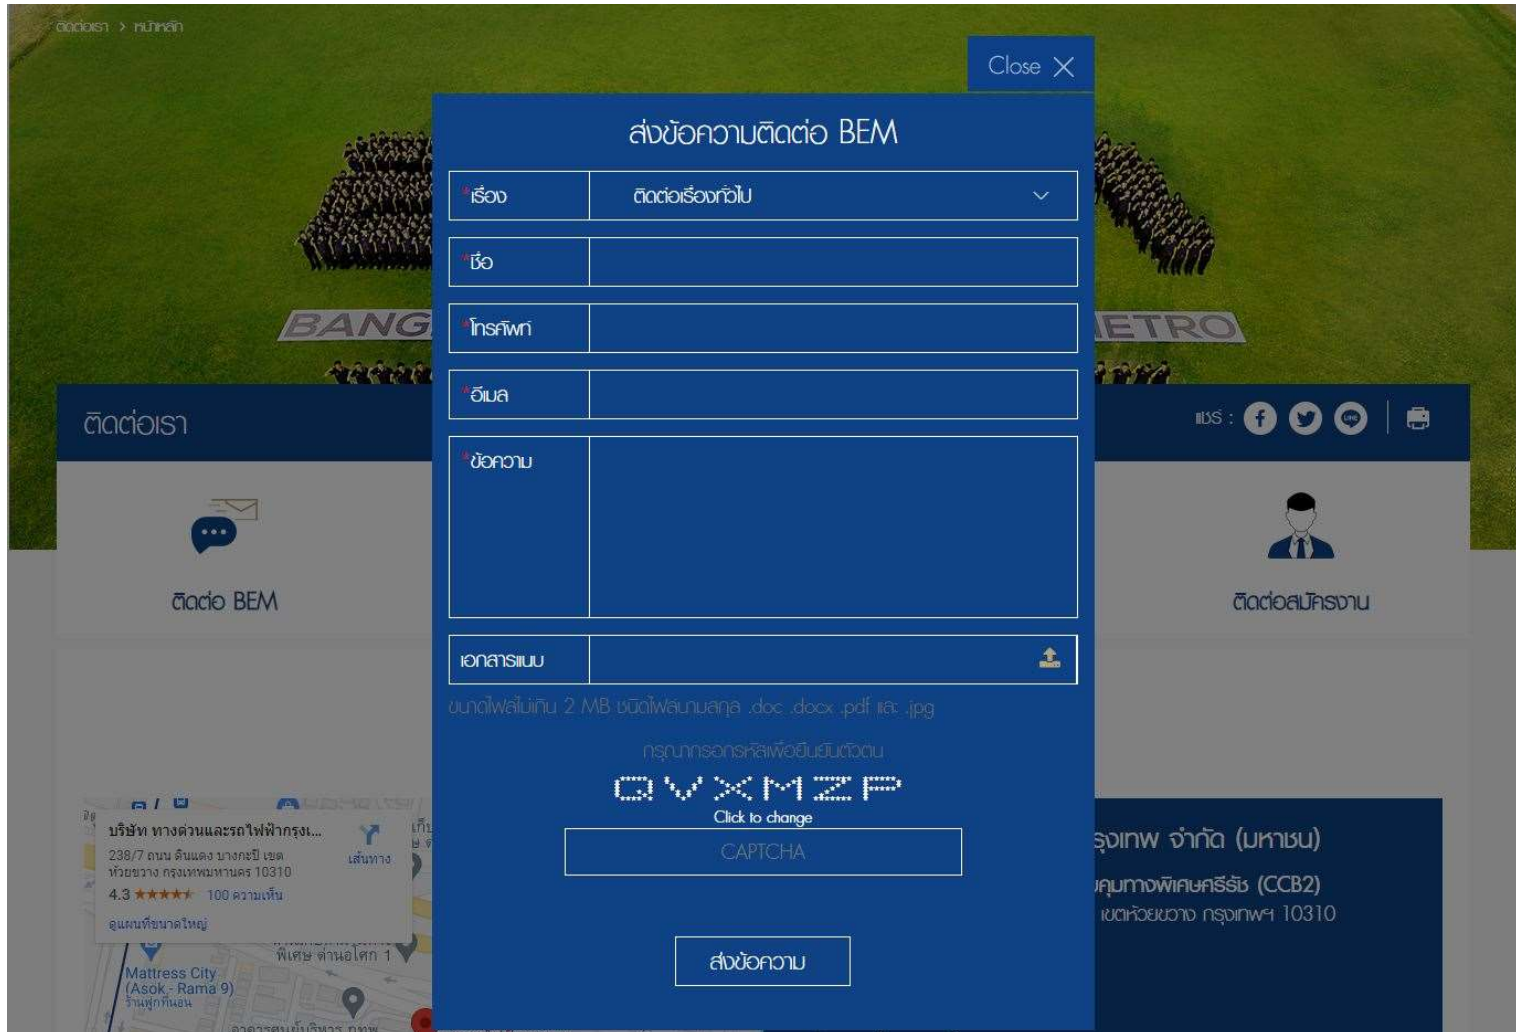 ติดต่อเรา > หน้าหลัก
Close
ส่งข้อความติดต่อ BEM
*เรื่อง ติดต่อเรื่องทั่วไป
*ชื่อ
BANG
*โทรศัพท์
ETRO
*อีเมล
ติดต่อเรา
แชร์ :
*ข้อความ
ติดต่อ BEM
ติดต่อสมัครงาน
เอกสารแนบ
ขนาดไฟล์ไม่เกิน 2 MB ชนิดไฟล์นามสกุล .doc .docx .pdf และ .jpg
กรุณากรอกรหัสเพื่อยืนยันตัวตน
QVXMZP
Click to change
CAPTCHA
ส่งข้อความ
บริษัท ทางด่วนและรถไฟฟ้ากรุงเ...
238/7 ถนน ดินแดง บางกะปิ เขต
ห้วยขวาง กรุงเทพมหานคร 10310
เส้นทาง
4.3 100 ความเห็น
ดูแผนที่ขนาดใหญ่
พิเศษ ด่านอโศก 1
Mattress City
(Asok - Rama 9)
ร้านฟูกที่นอน
รุงเทพ จำกัด (มหาชน)
คุมทางพิเศษศรีรัช (CCB2)
เขตห้วยขวาง กรุงเทพฯ 10310